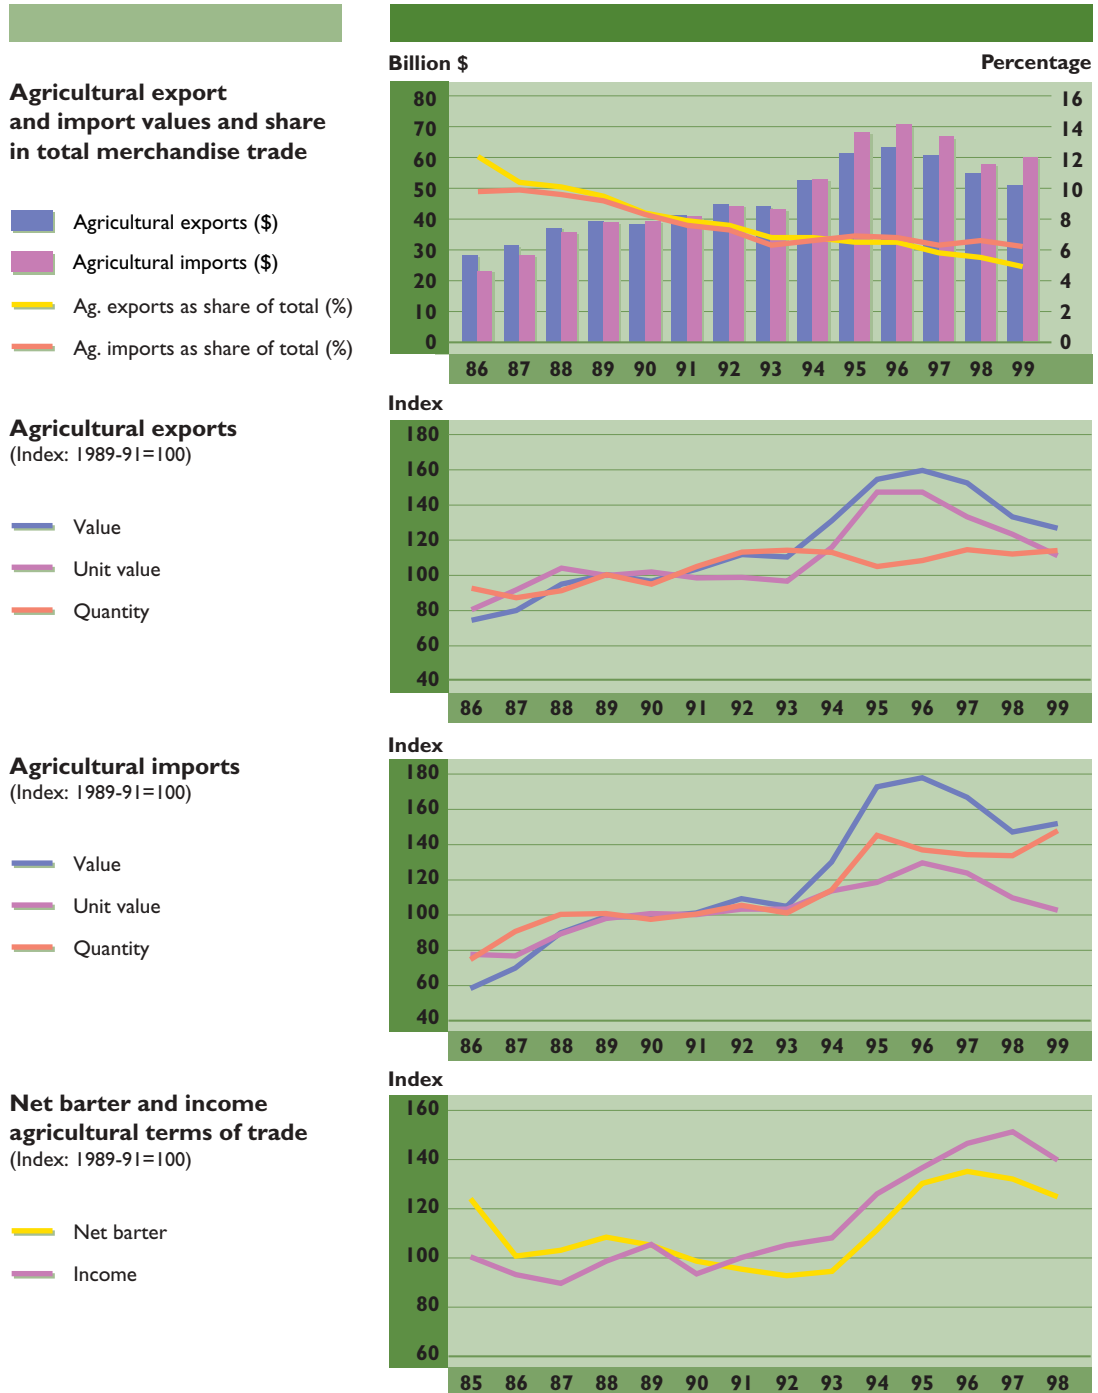 Billion $
Percentage
Agricultural export
and import values and share
in total merchandise trade
Agricultural exports ($)
Agricultural imports ($)
Ag. exports as share of total (%)
Ag. imports as share of total (%)
80
70
60
50
40
30
20
10
0
16
14
12
10
8
6
4
2
0
86 87 88 89 90 91 92 93 94 95 96 97 98 99
Index
Agricultural exports
(Index: 1989-91=100)
Value
Unit value
Quantity
180
160
140
120
100
80
60
40
86 87 88 89 90 91 92 93 94 95 96 97 98 99
Index
Agricultural imports
(Index: 1989-91=100)
Value
Unit value
Quantity
180
160
140
120
100
80
60
40
86 87 88 89 90 91 92 93 94 95 96 97 98 99
Index
Net barter and income
agricultural terms of trade
(Index: 1989-91=100)
Net barter
Income
160
140
120
100
80
60
85 86 87 88 89 90 91 92 93 94 95 96 97 98